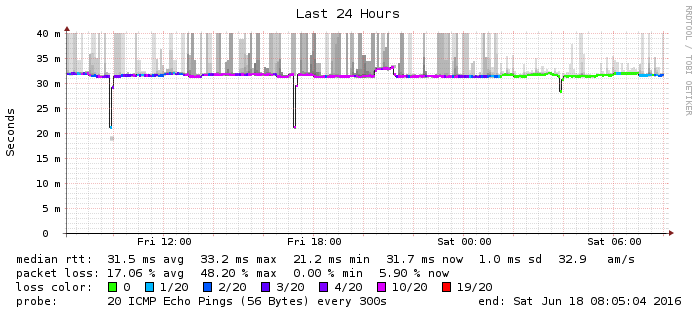 Last 24 Hours
RRDTOOL / TOBI OETIKER
Seconds
40 m
35 m
30 m
25 m
20 m
15 m
10 m
5 m
0
Fri 12:00 Fri 18:00 Sat 00:00 Sat 06:00
median rtt: 31.5 ms avg 33.2 ms max 21.2 ms min 31.7 ms now 1.0 ms sd 32.9 am/s
packet loss: 17.06 % avg 48.20 % max 0.00 % min 5.90 % now
loss color: 0 1/20 2/20 3/20 4/20 10/20 19/20
probe: 20 ICMP Echo Pings (56 Bytes) every 300s end: Sat Jun 18 08:05:04 2016